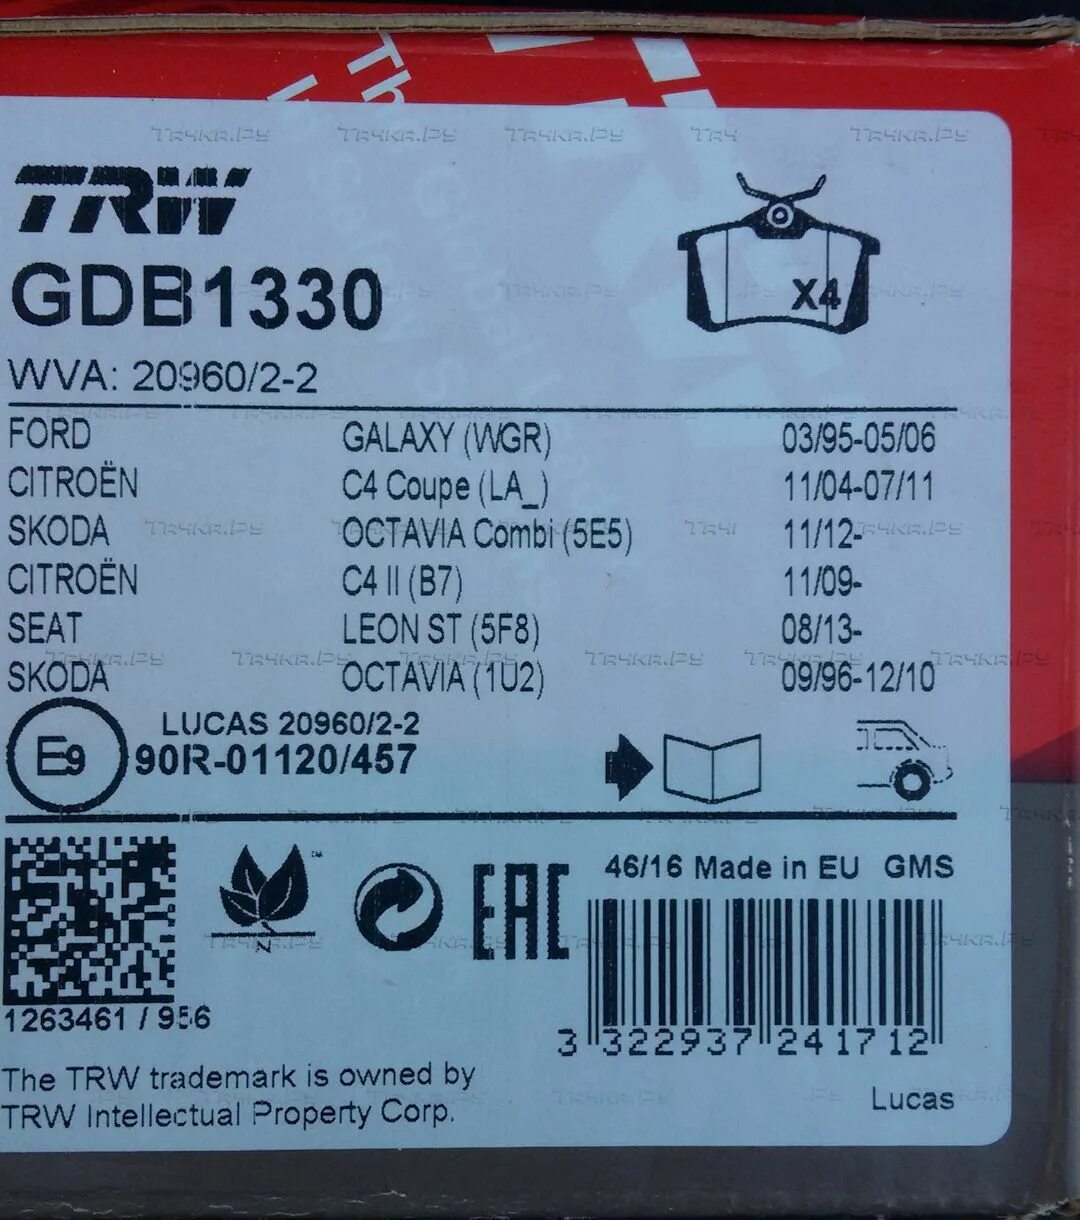 TRW
GDB1330
X4
WVA: 20960/2-2
FORD GALAXY (WGR) 03/95-05/06
CITROËN C4 Coupe (LA_) 11/04-07/11
SKODA OCTAVIA Combi (5E5) 11/12-
CITROËN C4 II (B7) 11/09-
SEAT LEON ST (5F8) 08/13-
SKODA OCTAVIA (1U2) 09/96-12/10
LUCAS 20960/2-2
E9 90R-01120/457
46/16 Made in EU GMS
TM
N
EAC
1263461 / 956
3 322937 241712
The TRW trademark is owned by
TRW Intellectual Property Corp.
Lucas
ТАЧКА.РУ